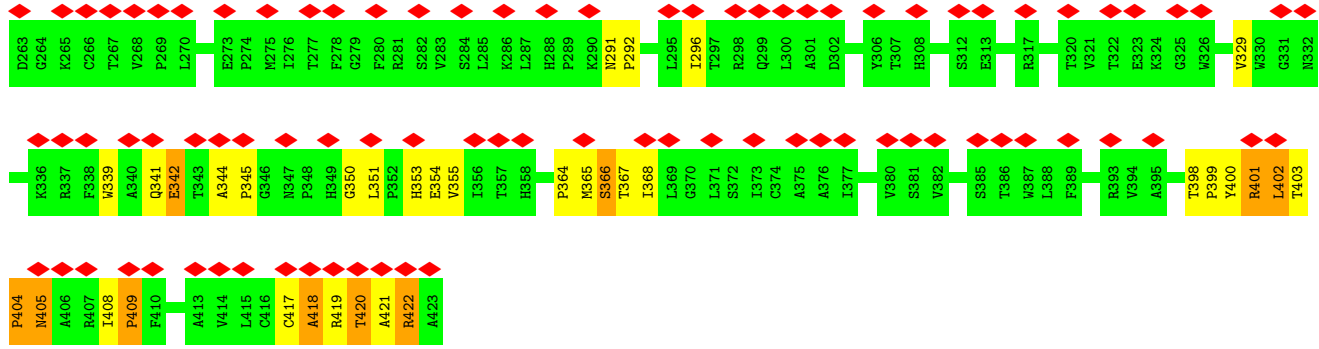 D263 G264 K265 C266 T267 V268 P269 L270 E273 P274 M275 I276 T277 F278 G279 F280 R281 S282 V283 S284 L285 K286 L287 H288 P289 K290 N291 P292 L295 I296 T297 R298 Q299 L300 A301 D302 Y306 T307 H308 S312 E313 R317 T320 V321 T322 E323 K324 G325 W326 V329 W330 G331 N332
K336 R337 F338 W339 A340 Q341 E342 T343 A344 P345 G346 N347 P348 H349 G350 L351 P352 H353 E354 V355 I356 T357 H358 P364 M365 S366 T367 I368 L369 G370 L371 S372 I373 C374 A375 A376 I377 V380 S381 V382 S385 T386 W387 L388 F389 R393 V394 A395 T398 P399 Y400 R401 L402 T403
P404 N405 A406 R407 I408 P409 F410 A413 V414 L415 C416 C417 A418 R419 T420 A421 R422 A423